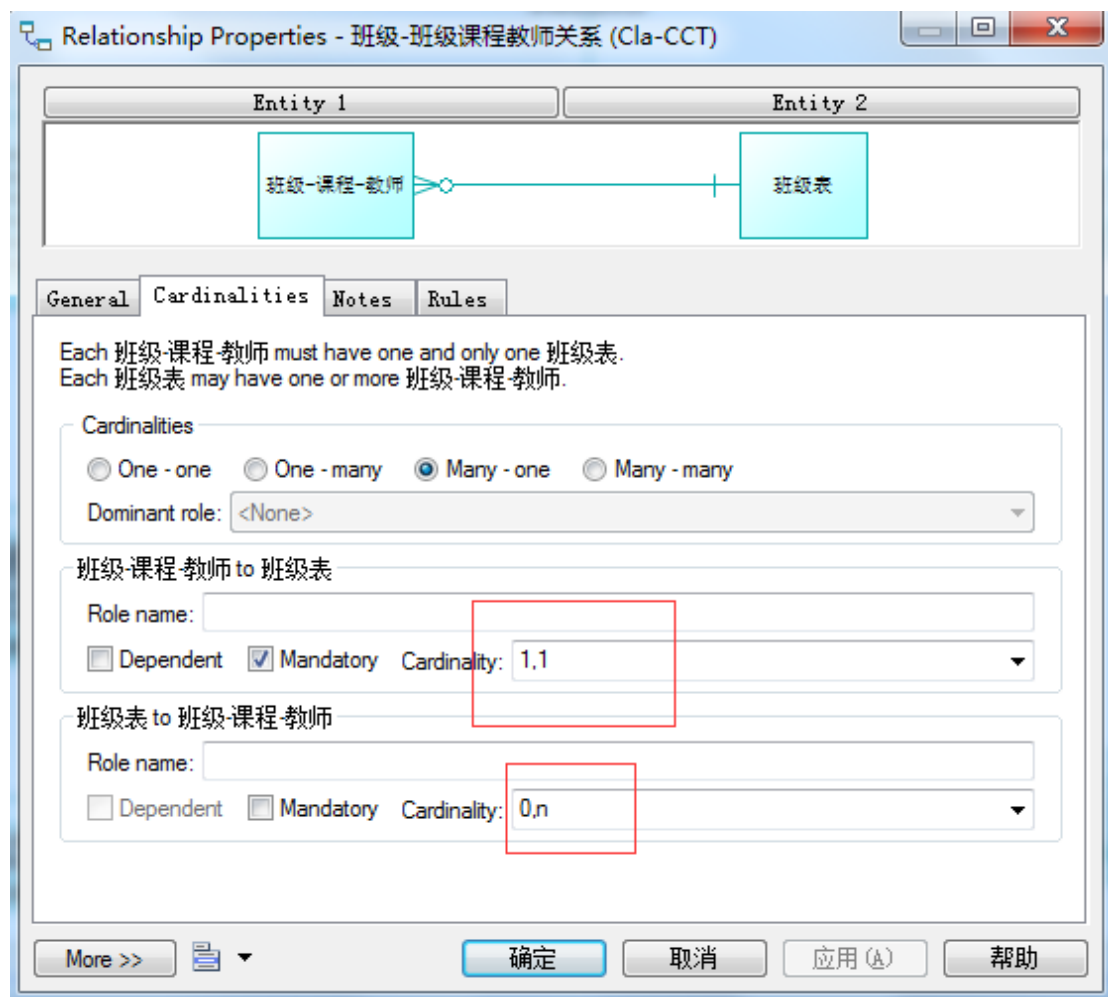 Relationship Properties - 班级-班级课程教师关系 (Cla-CCT)
Entity 1 Entity 2
班级-课程-教师 班级表
General Cardinalities Notes Rules
Each 班级-课程-教师 must have one and only one 班级表.
Each 班级表 may have one or more 班级-课程-教师.
Cardinalities
One - one One - many Many - one Many - many
Dominant role: <None>
班级-课程-教师 to 班级表
Role name:
Dependent Mandatory Cardinality: 1,1
班级表 to 班级-课程-教师
Role name:
Dependent Mandatory Cardinality: 0,n
More >> 确定 取消 应用(A) 帮助